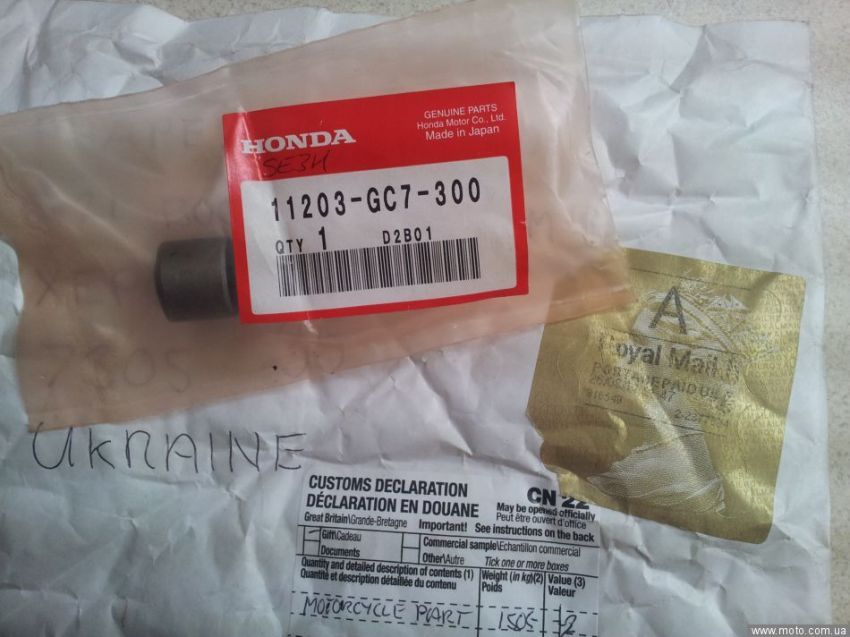 GENUINE PARTS
Honda Motor Co., Ltd.
Made in Japan
HONDA
SE3H
11203-GC7-300
QTY 1 D2B01
A
Royal Mail
POSTAGE PAID UK
UKRAINE
CUSTOMS DECLARATION
DÉCLARATION EN DOUANE
CN 22
May be opened officially
Peut être ouvert d'office
Great Britain\Grande-Bretagne
Important!
See instructions on the back
Gift\Cadeau
Documents
Commercial sample\Echantillon commercial
Other\Autre
Tick one or more boxes
Quantity and detailed description of contents (1)
Quantité et description détaillée du contenu
Weight (in kg)(2)
Poids
Value (3)
Valeur
MOTORCYCLE PART
www.moto.com.ua